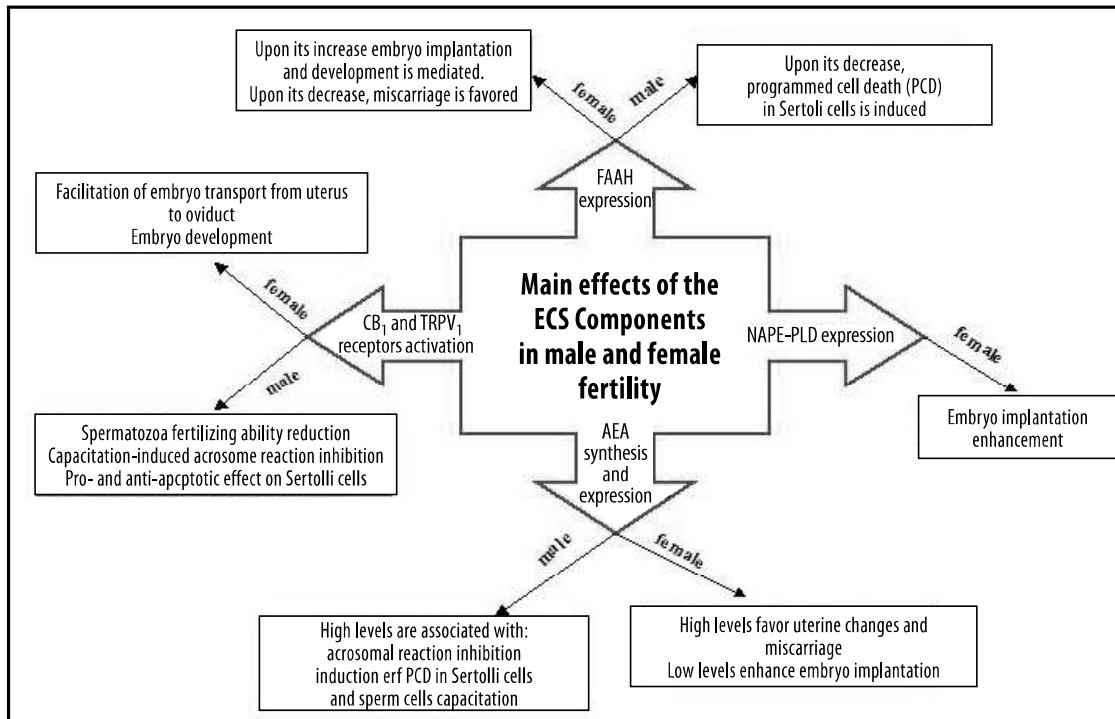 Upon its increase embryo implantation
and development is mediated.
Upon its decrease, miscarriage is favored
female
male
Upon its decrease,
programmed cell death (PCD)
in Sertoli cells is induced
FAAH
expression
Facilitation of embryo transport from uterus
to oviduct
Embryo development
female
CB₁ and TRPV₁
receptors activation
male
Spermatozoa fertilizing ability reduction
Capacitation-induced acrosome reaction inhibition
Pro- and anti-apcptotic effect on Sertolli cells
Main effects of the
ECS Components
in male and female
fertility
NAPE-PLD expression
female
Embryo implantation
enhancement
AEA
synthesis
and
expression
male
female
High levels are associated with:
acrosomal reaction inhibition
induction erf PCD in Sertolli cells
and sperm cells capacitation
High levels favor uterine changes and
miscarriage
Low levels enhance embryo implantation